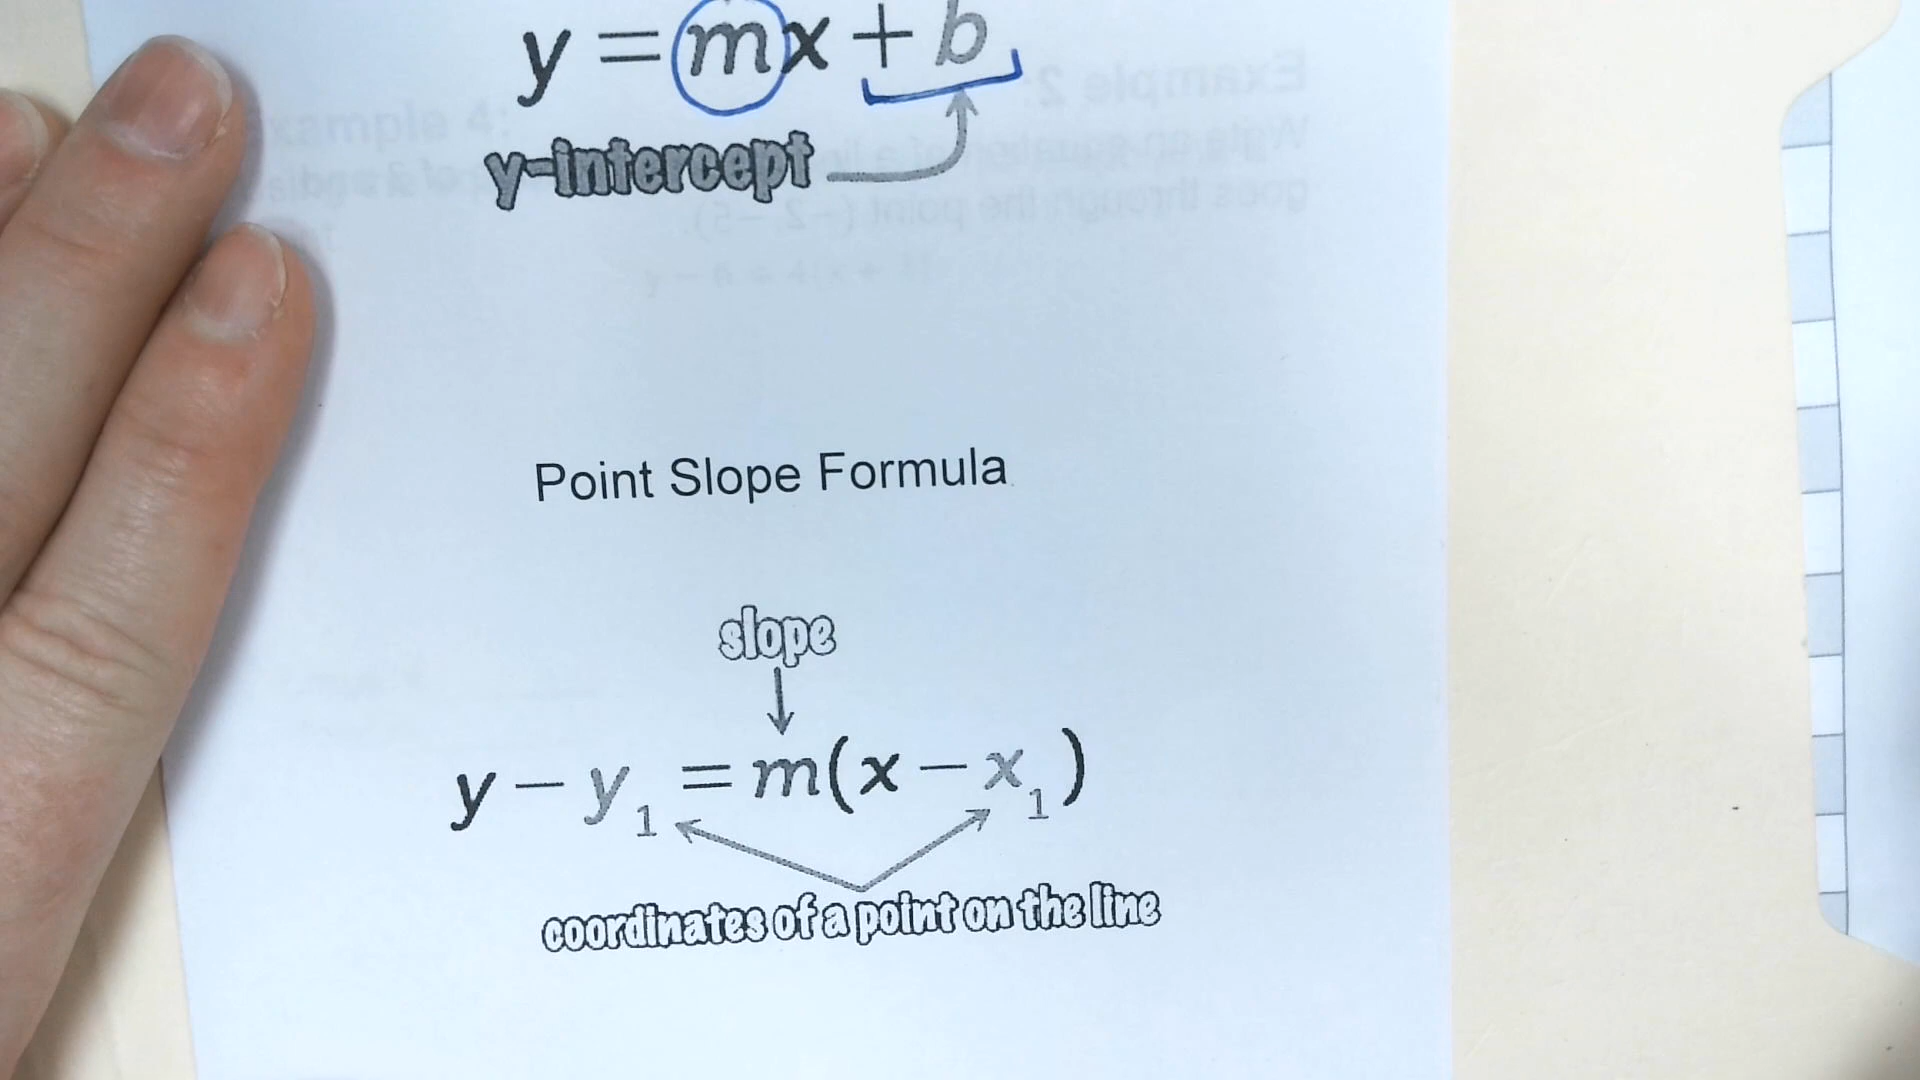 y = mx + b
y-intercept
Point Slope Formula
slope
y − y₁ = m(x − x₁)
coordinates of a point on the line